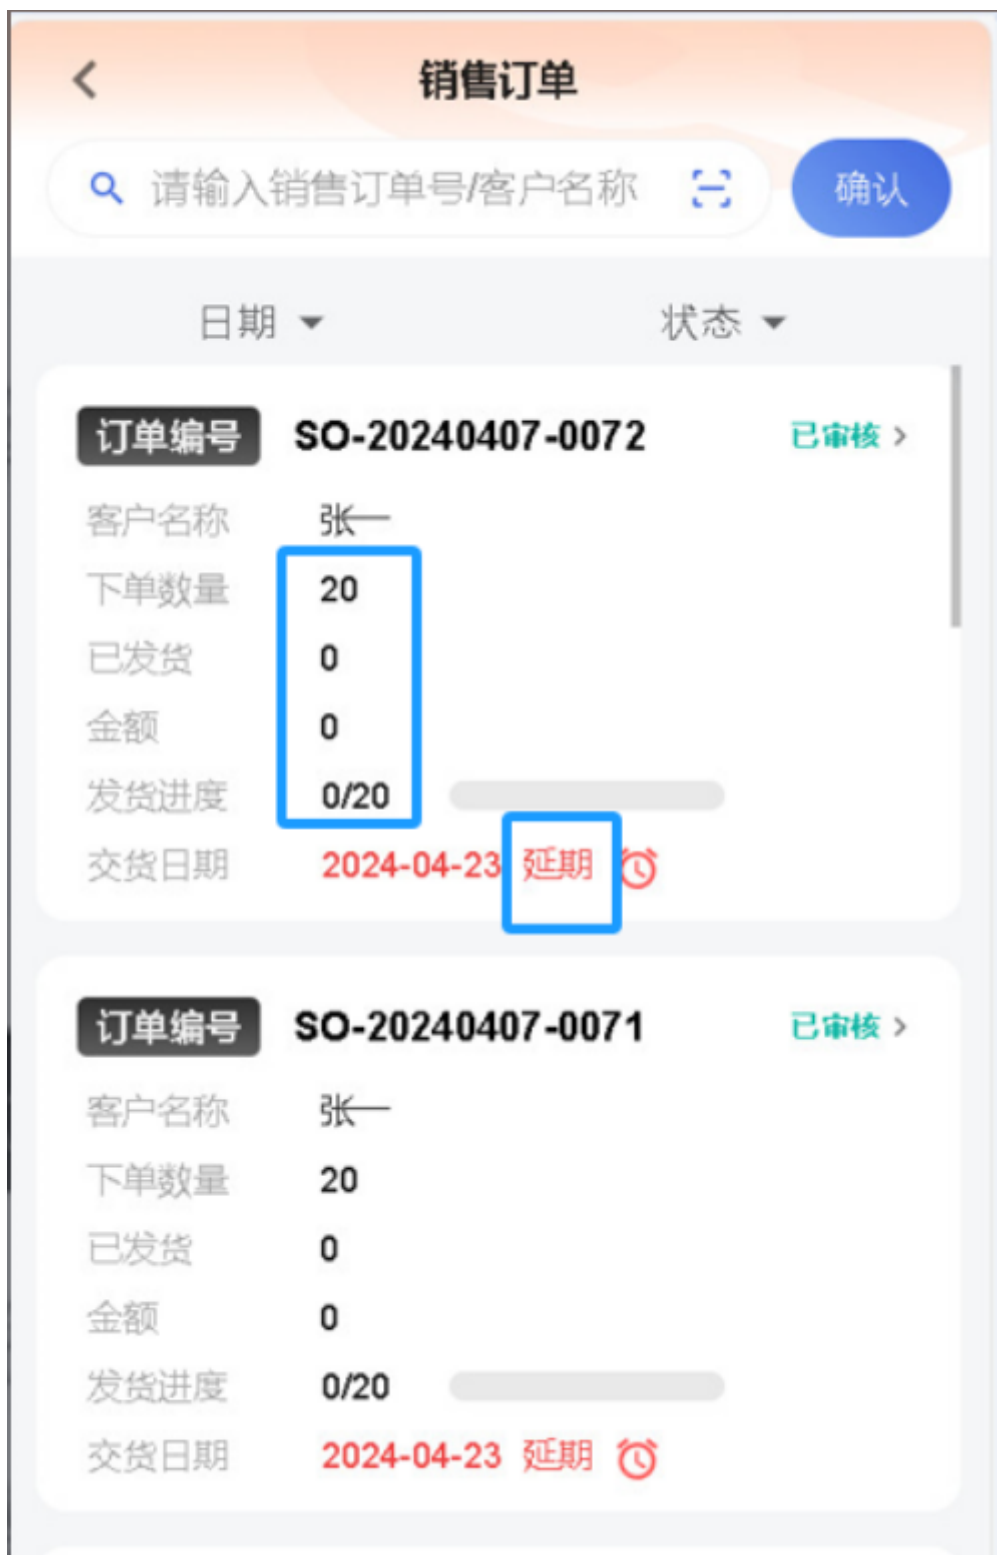 销售订单
请输入销售订单号/客户名称 确认
日期 状态
订单编号 SO-20240407-0072 已审核
客户名称 张一
下单数量 20
已发货 0
金额 0
发货进度 0/20
交货日期 2024-04-23 延期
订单编号 SO-20240407-0071 已审核
客户名称 张一
下单数量 20
已发货 0
金额 0
发货进度 0/20
交货日期 2024-04-23 延期